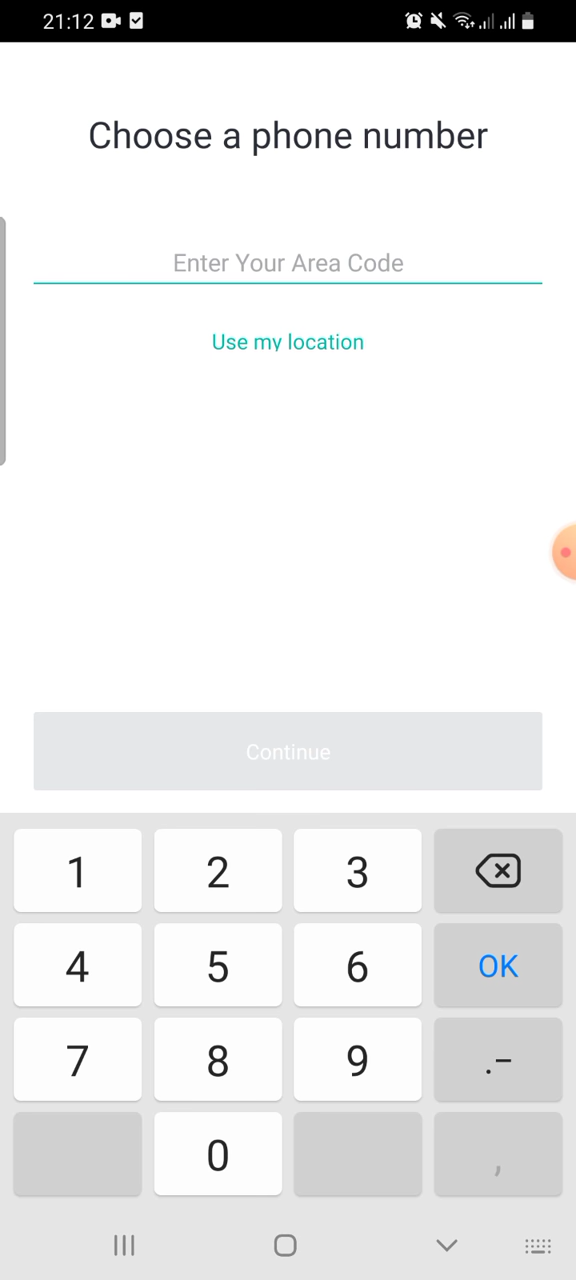 21:12
Choose a phone number
Enter Your Area Code
Use my location
Continue
1 2 3
4 5 6 OK
7 8 9 .-
0 ,